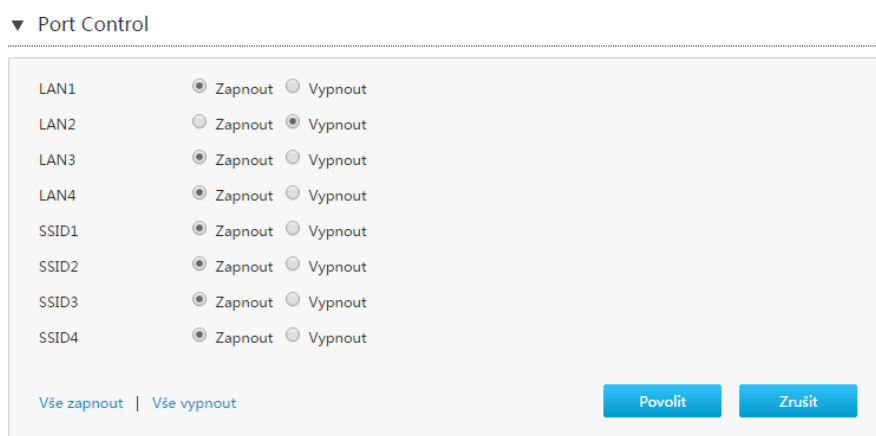 Port Control
LAN1 Zapnout Vypnout
LAN2 Zapnout Vypnout
LAN3 Zapnout Vypnout
LAN4 Zapnout Vypnout
SSID1 Zapnout Vypnout
SSID2 Zapnout Vypnout
SSID3 Zapnout Vypnout
SSID4 Zapnout Vypnout
Vše zapnout | Vše vypnout Povolit Zrušit